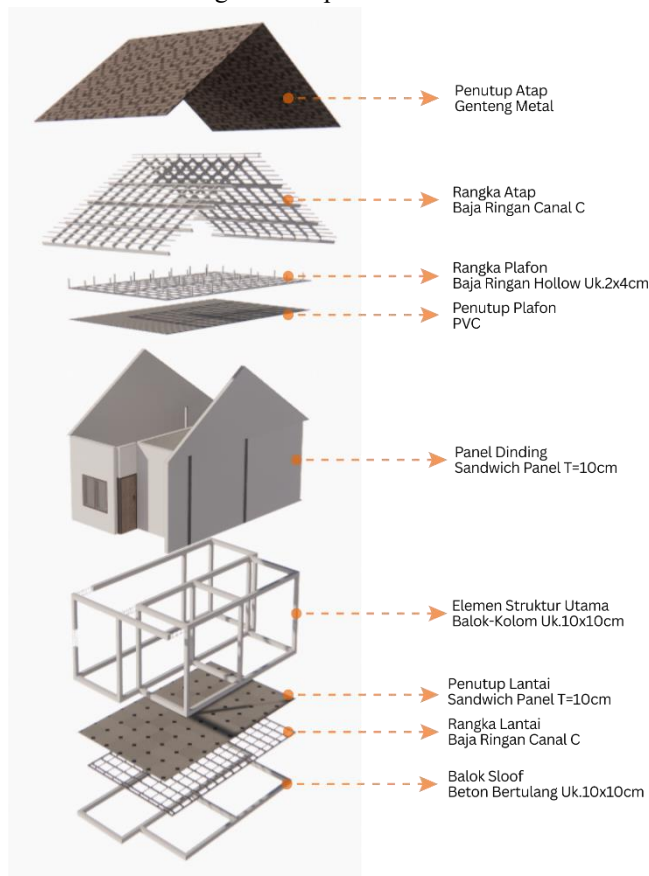 Penutup Atap
Genteng Metal
Rangka Atap
Baja Ringan Canal C
Rangka Plafon
Baja Ringan Hollow Uk.2x4cm
Penutup Plafon
PVC
Panel Dinding
Sandwich Panel T=10cm
Elemen Struktur Utama
Balok-Kolom Uk.10x10cm
Penutup Lantai
Sandwich Panel T=10cm
Rangka Lantai
Baja Ringan Canal C
Balok Sloof
Beton Bertulang Uk.10x10cm